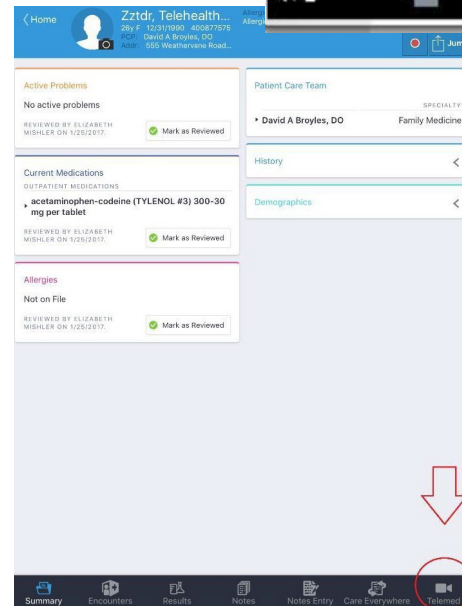 Home
Zztdr, Telehealth...
26y F 12/31/1990 400877575
PCP: David A Broyles, DO
Addr: 555 Weathervane Road...
Jum
Active Problems
No active problems
REVIEWED BY ELIZABETH
MISHLER ON 1/25/2017.
Mark as Reviewed
Current Medications
OUTPATIENT MEDICATIONS
acetaminophen-codeine (TYLENOL #3) 300-30
mg per tablet
REVIEWED BY ELIZABETH
MISHLER ON 1/25/2017.
Mark as Reviewed
Allergies
Not on File
REVIEWED BY ELIZABETH
MISHLER ON 1/25/2017.
Mark as Reviewed
Patient Care Team
SPECIALTY
David A Broyles, DO
Family Medicine
History
Demographics
Summary
Encounters
Results
Notes
Notes Entry
Care Everywhere
Telemed